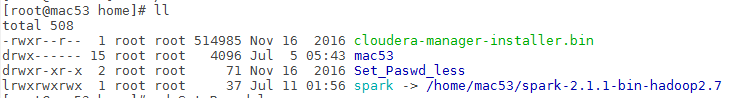 [root@mac53 home]# ll
total 508
-rwxr--r--  1 root root 514985 Nov 16  2016 cloudera-manager-installer.bin
drwx------ 15 root root   4096 Jul  5 05:43 mac53
drwxr-xr-x  2 root root     71 Nov 16  2016 Set_Paswd_less
lrwxrwxrwx  1 root root     37 Jul 11 01:56 spark -> /home/mac53/spark-2.1.1-bin-hadoop2.7